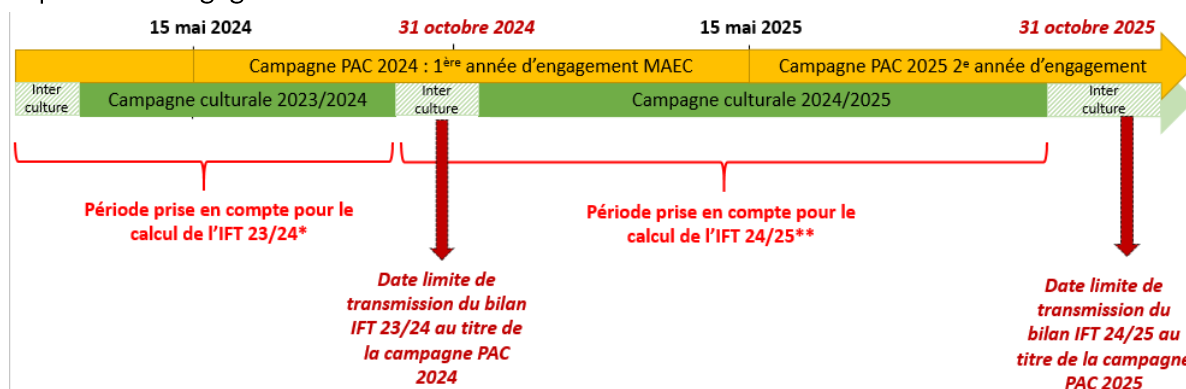 15 mai 2024
31 octobre 2024
15 mai 2025
31 octobre 2025
Campagne PAC 2024 : 1ère année d'engagement MAEC
Campagne PAC 2025 2e année d'engagement
Inter
culture
Campagne culturale 2023/2024
Inter
culture
Campagne culturale 2024/2025
Inter
culture
Période prise en compte pour le
calcul de l'IFT 23/24*
Période prise en compte pour le
calcul de l'IFT 24/25**
Date limite de
transmission du bilan
IFT 23/24 au titre de
la campagne PAC
2024
Date limite de
transmission du
bilan IFT 24/25 au
titre de la campagne
PAC 2025